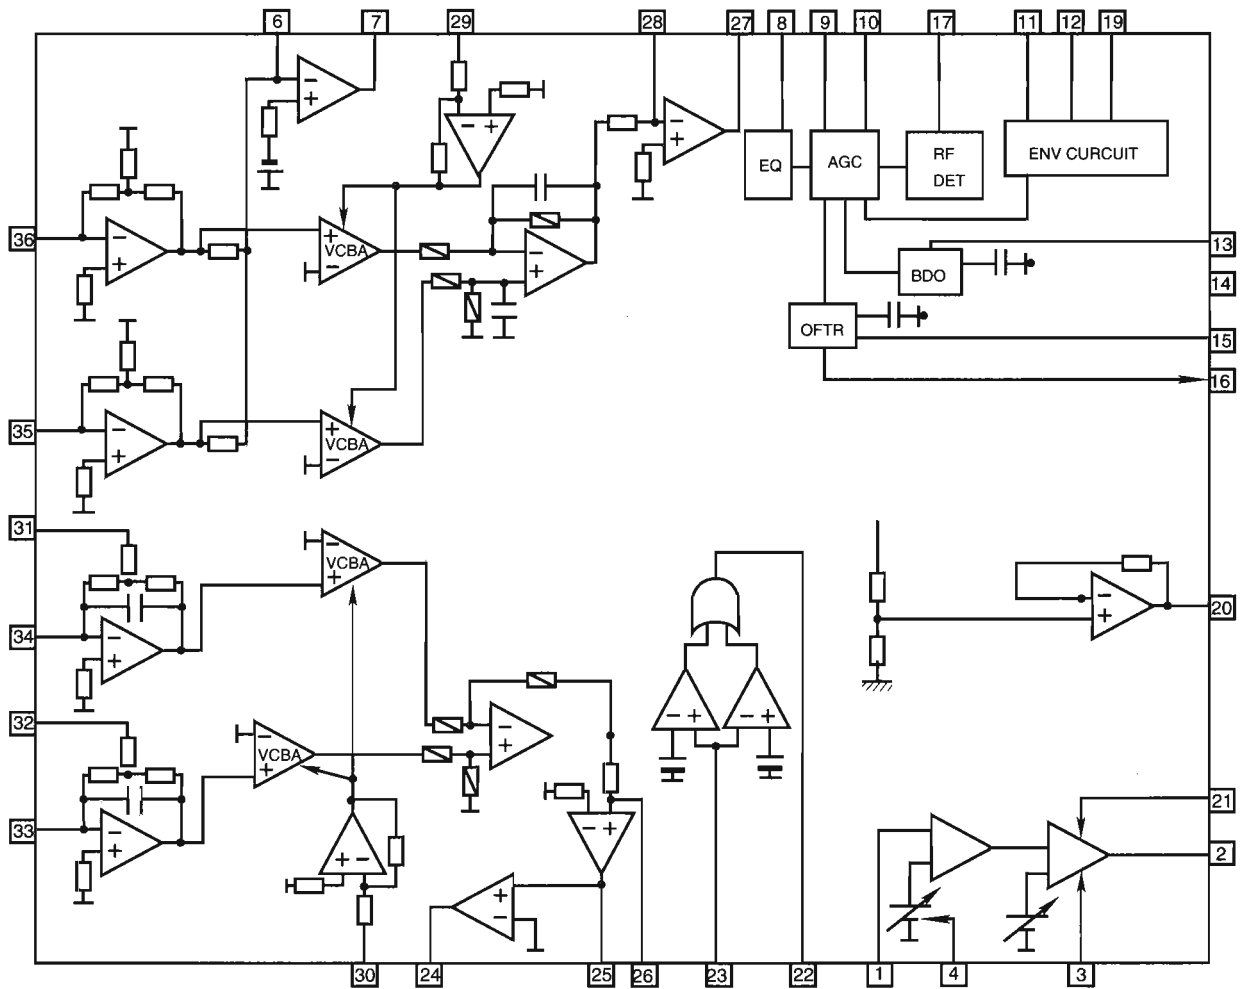 6 7 29 28 27 8 9 10 17 11 12 19
− +
− +
− +
EQ AGC RF DET ENV CURCUIT
36 − +
+ VCBA −
− +
13
BDO
14
OFTR
15
16
35 − +
+ VCBA −
31
− VCBA +
34 − +
− +
20
32
− VCBA +
− +
− + − +
33 − +
+ −
− +
21
2
+ −
30 24 25 26 23 22 1 4 3